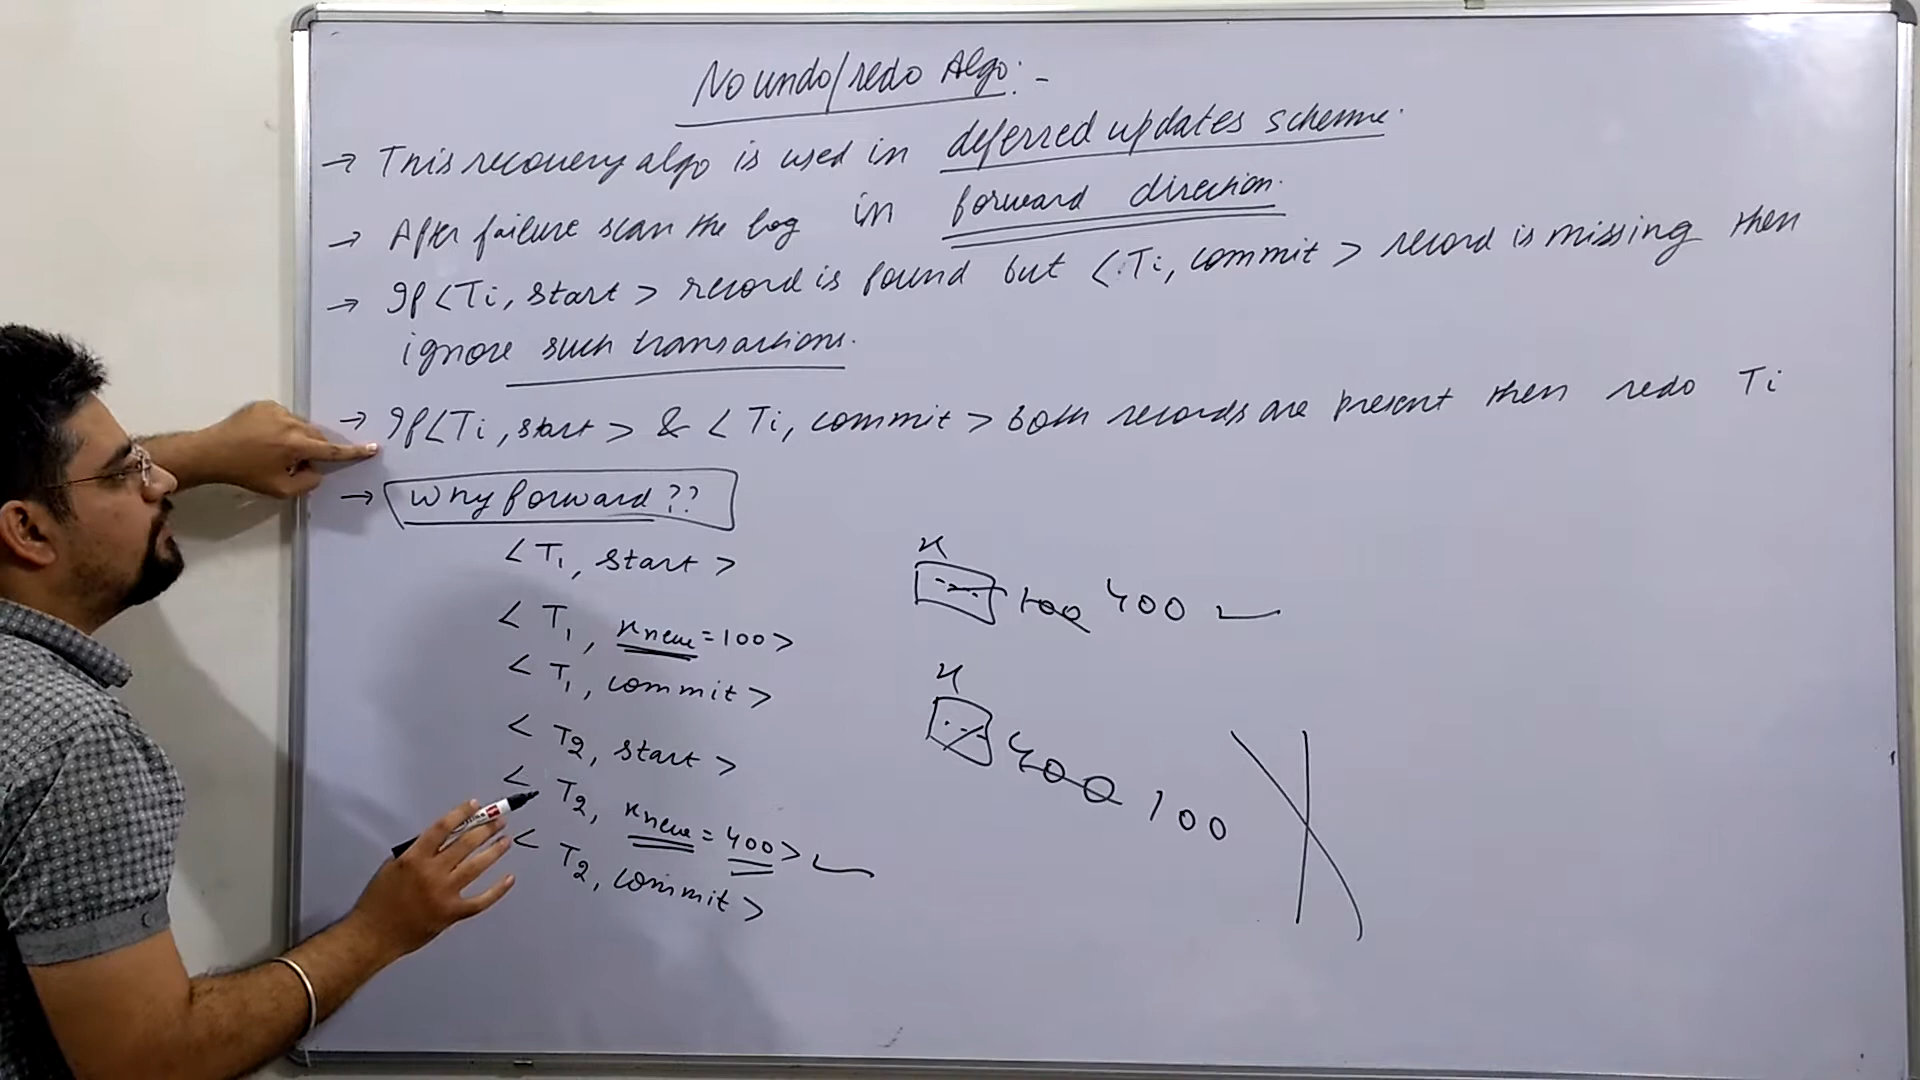 No undo/redo Algo:-
→ This recovery algo is used in deferred updates scheme.
→ After failure scan the log in forward direction.
→ If <Ti, start> record is found but <Ti, commit> record is missing then
ignore such transactions.
→ If <Ti, start> & <Ti, commit> both records are present then redo Ti
→ Why forward??
<T1, start>
<T1, xnew=100>
<T1, commit>
<T2, start>
<T2, xnew=400>
<T2, commit>
x
100 400
x
400 100